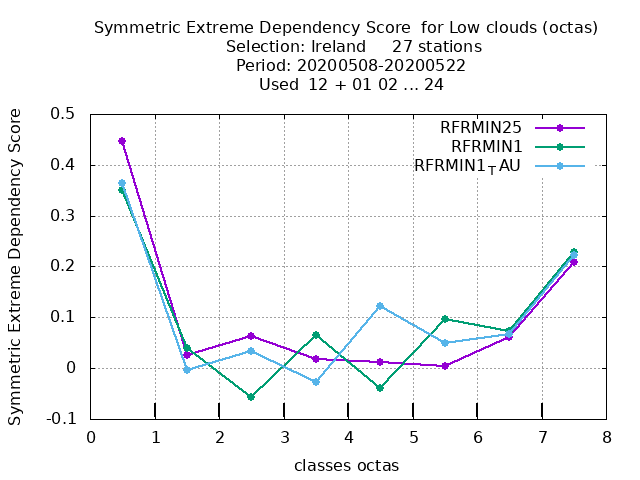 Symmetric Extreme Dependency Score  for Low clouds (octas)
Selection: Ireland     27 stations
Period: 20200508-20200522
Used  12 + 01 02 ... 24
Symmetric Extreme Dependency Score
0.5
0.4
0.3
0.2
0.1
0
-0.1
RFRMIN25
RFRMIN1
RFRMIN1TAU
0 1 2 3 4 5 6 7 8
classes octas